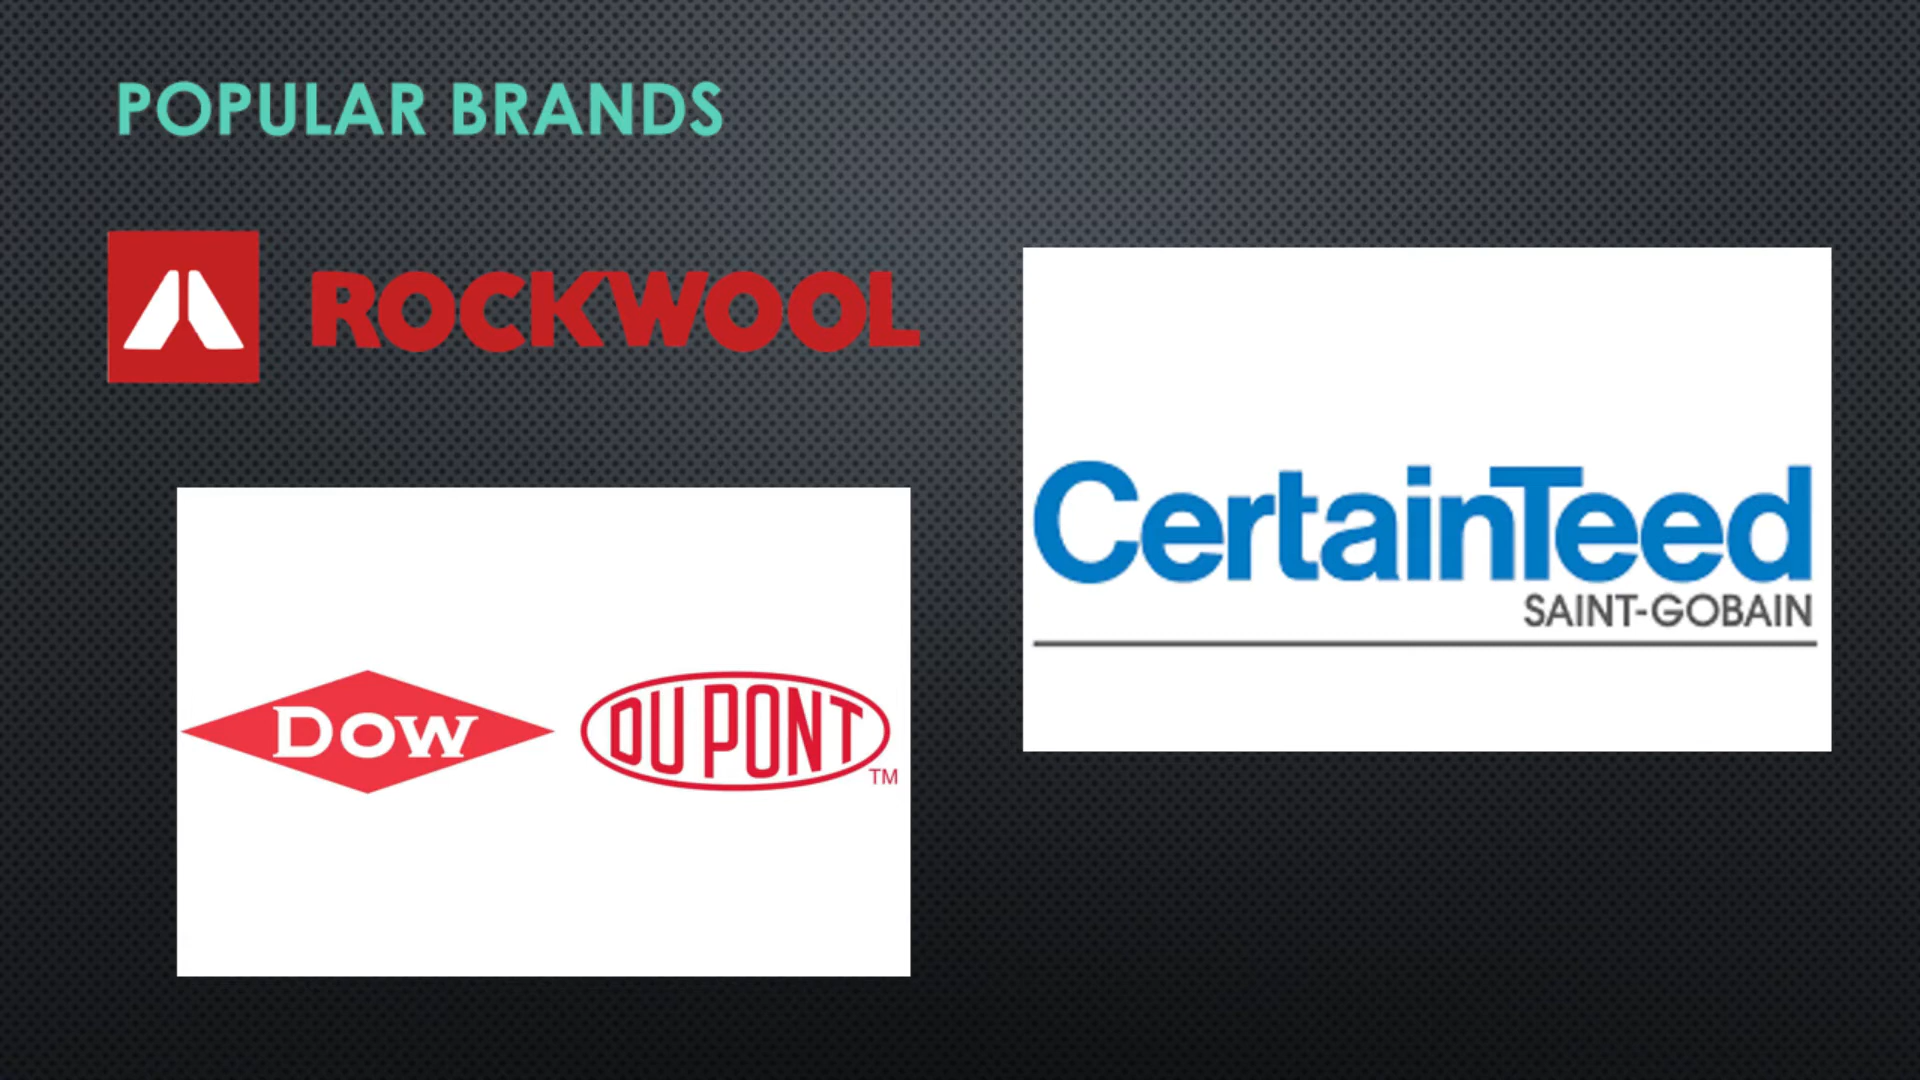 POPULAR BRANDS
ROCKWOOL
CertainTeed
SAINT-GOBAIN
Dow
DU PONT
TM